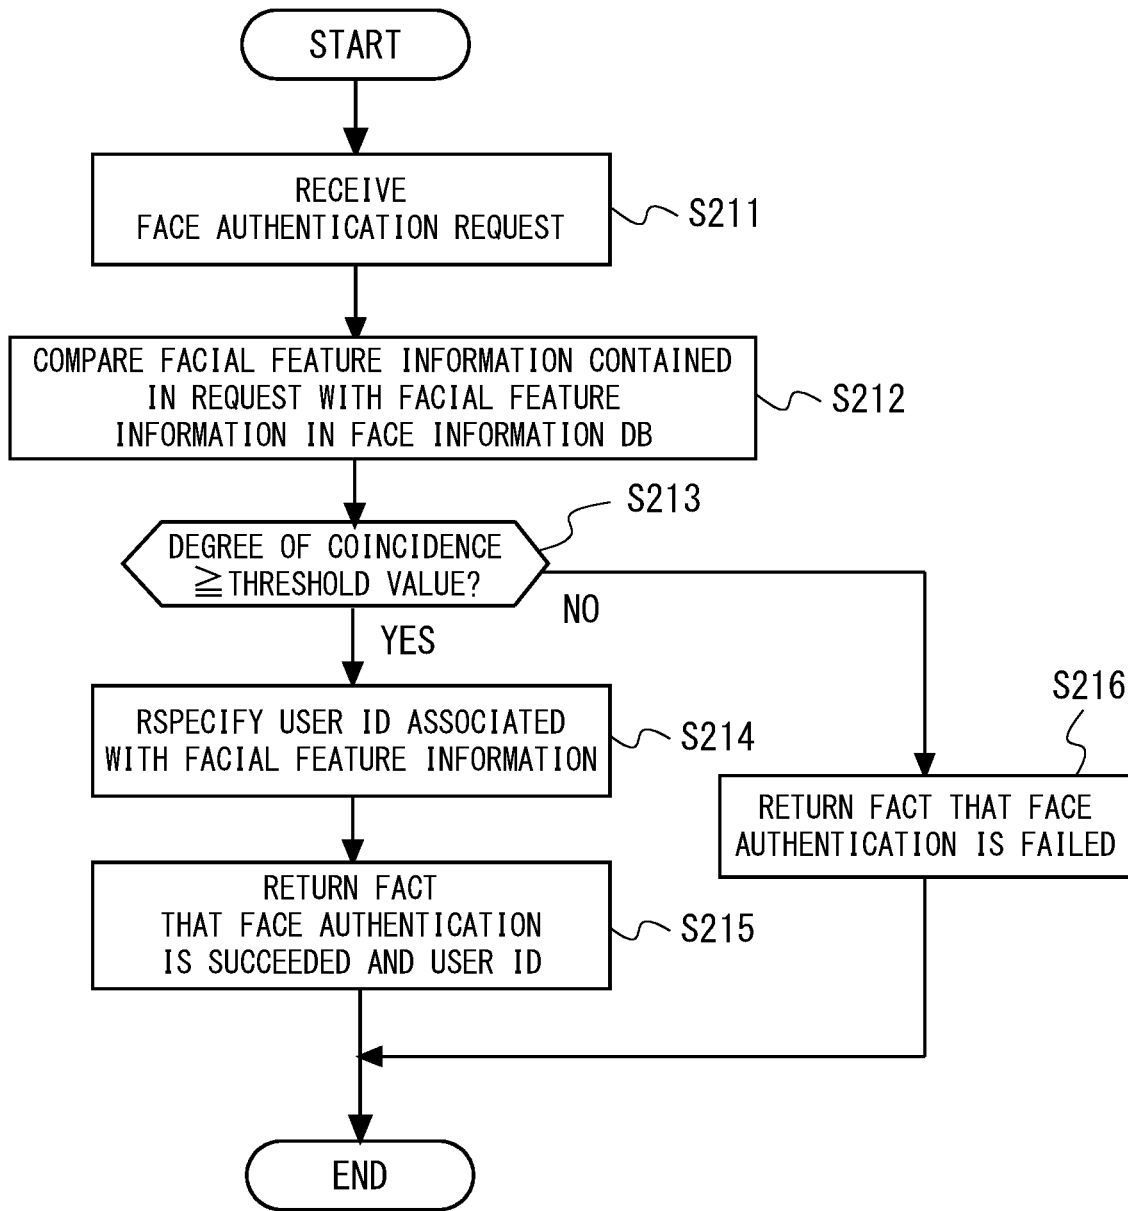 START
RECEIVE
FACE AUTHENTICATION REQUEST
S211
COMPARE FACIAL FEATURE INFORMATION CONTAINED
IN REQUEST WITH FACIAL FEATURE
INFORMATION IN FACE INFORMATION DB
S212
S213
DEGREE OF COINCIDENCE
≧THRESHOLD VALUE?
NO
YES
RSPECIFY USER ID ASSOCIATED
WITH FACIAL FEATURE INFORMATION
S214
S216
RETURN FACT THAT FACE
AUTHENTICATION IS FAILED
RETURN FACT
THAT FACE AUTHENTICATION
IS SUCCEEDED AND USER ID
S215
END